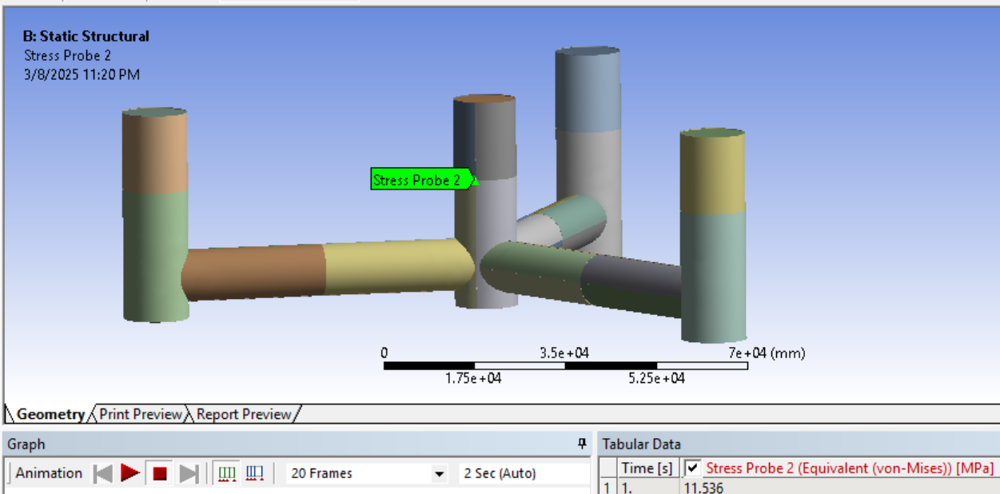 B: Static Structural
Stress Probe 2
3/8/2025 11:20 PM
Stress Probe 2
0 3.5e+04 7e+04 (mm)
1.75e+04 5.25e+04
Geometry Print Preview Report Preview
Graph
Animation 20 Frames 2 Sec (Auto)
Tabular Data
Time [s] Stress Probe 2 (Equivalent (von-Mises)) [MPa]
1 1. 11.536